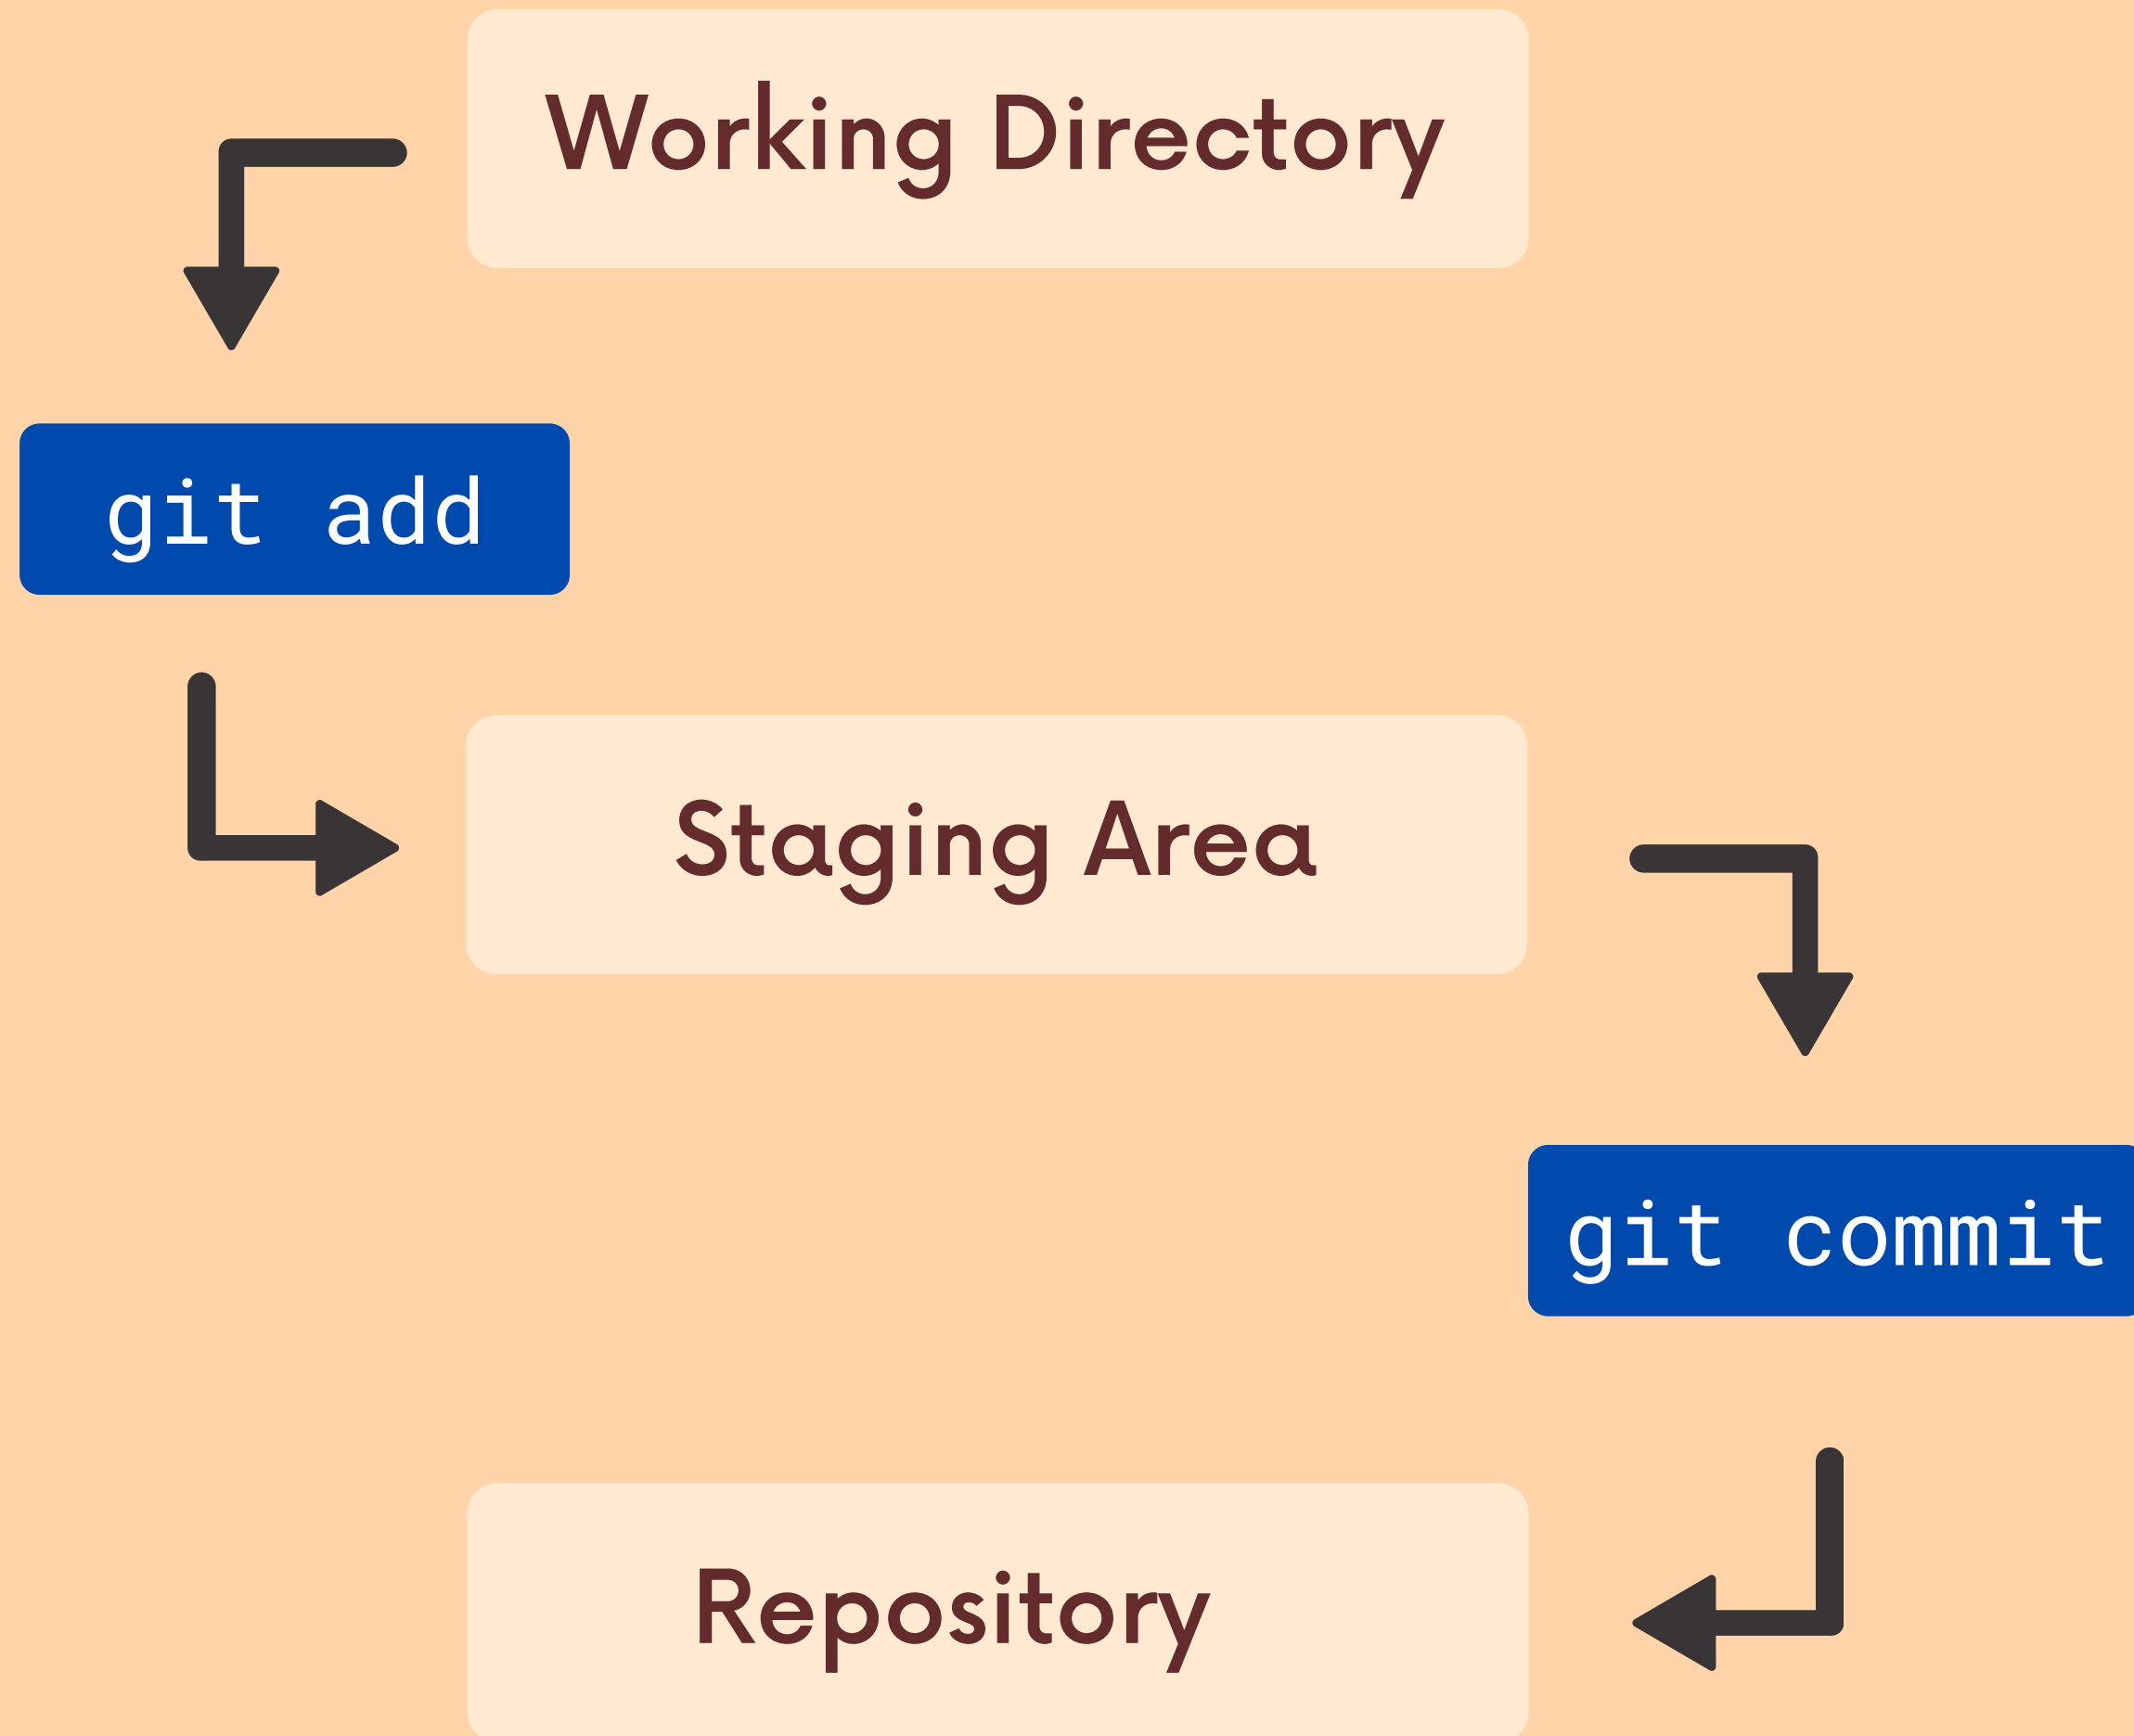 Working Directory
git add
Staging Area
git commit
Repository